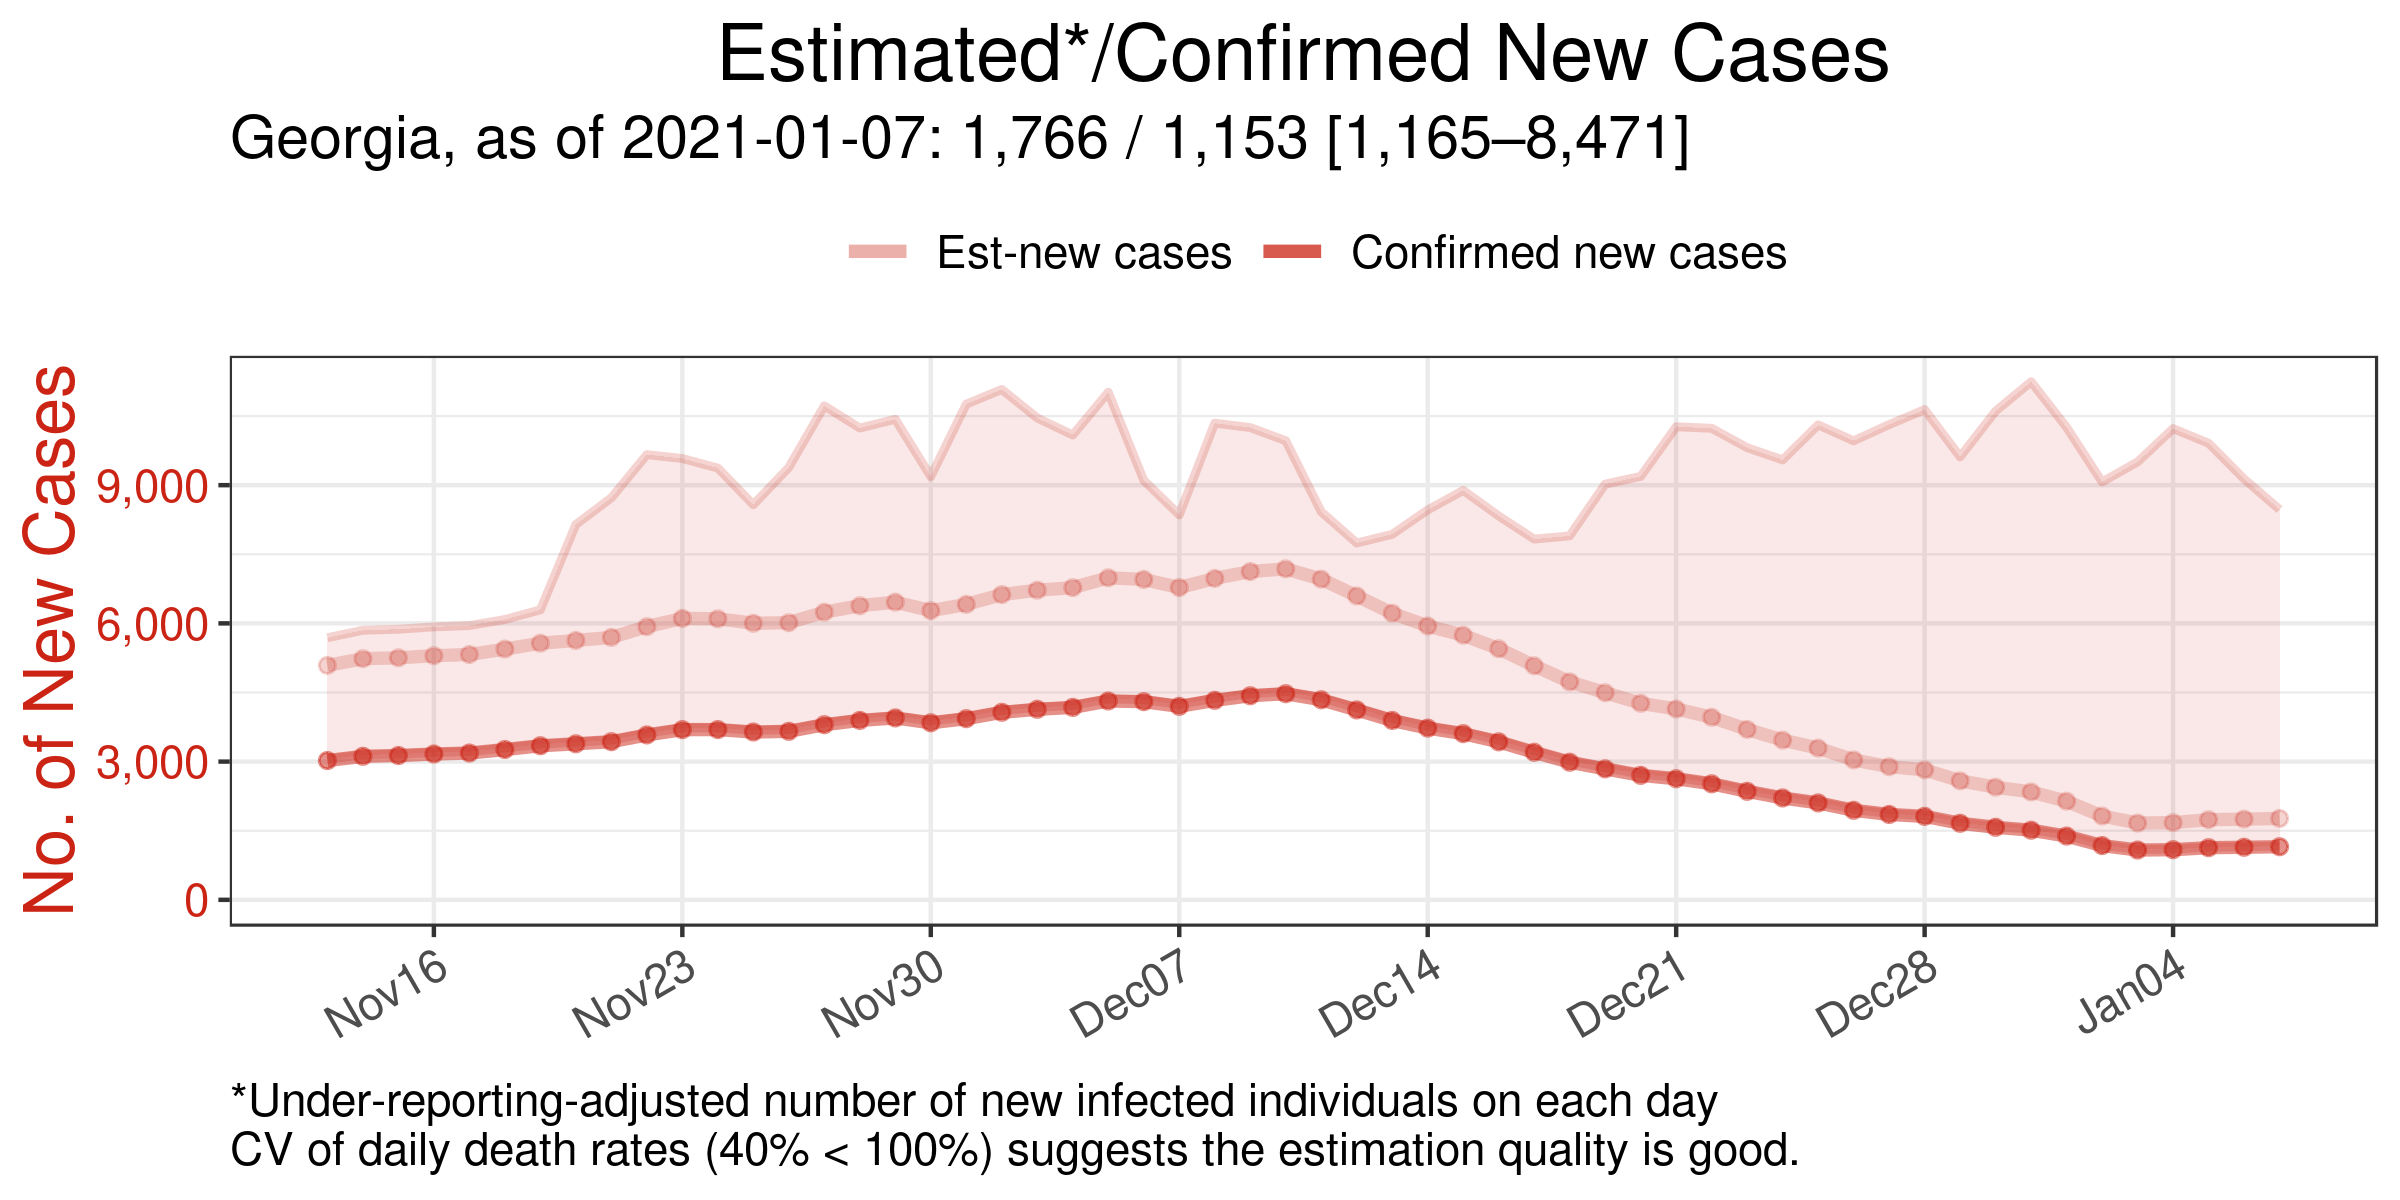 Estimated*/Confirmed New Cases
Georgia, as of 2021-01-07: 1,766 / 1,153 [1,165–8,471]
Est-new cases
Confirmed new cases
No. of New Cases
9,000
6,000
3,000
0
Nov16
Nov23
Nov30
Dec07
Dec14
Dec21
Dec28
Jan04
*Under-reporting-adjusted number of new infected individuals on each day
CV of daily death rates (40% < 100%) suggests the estimation quality is good.